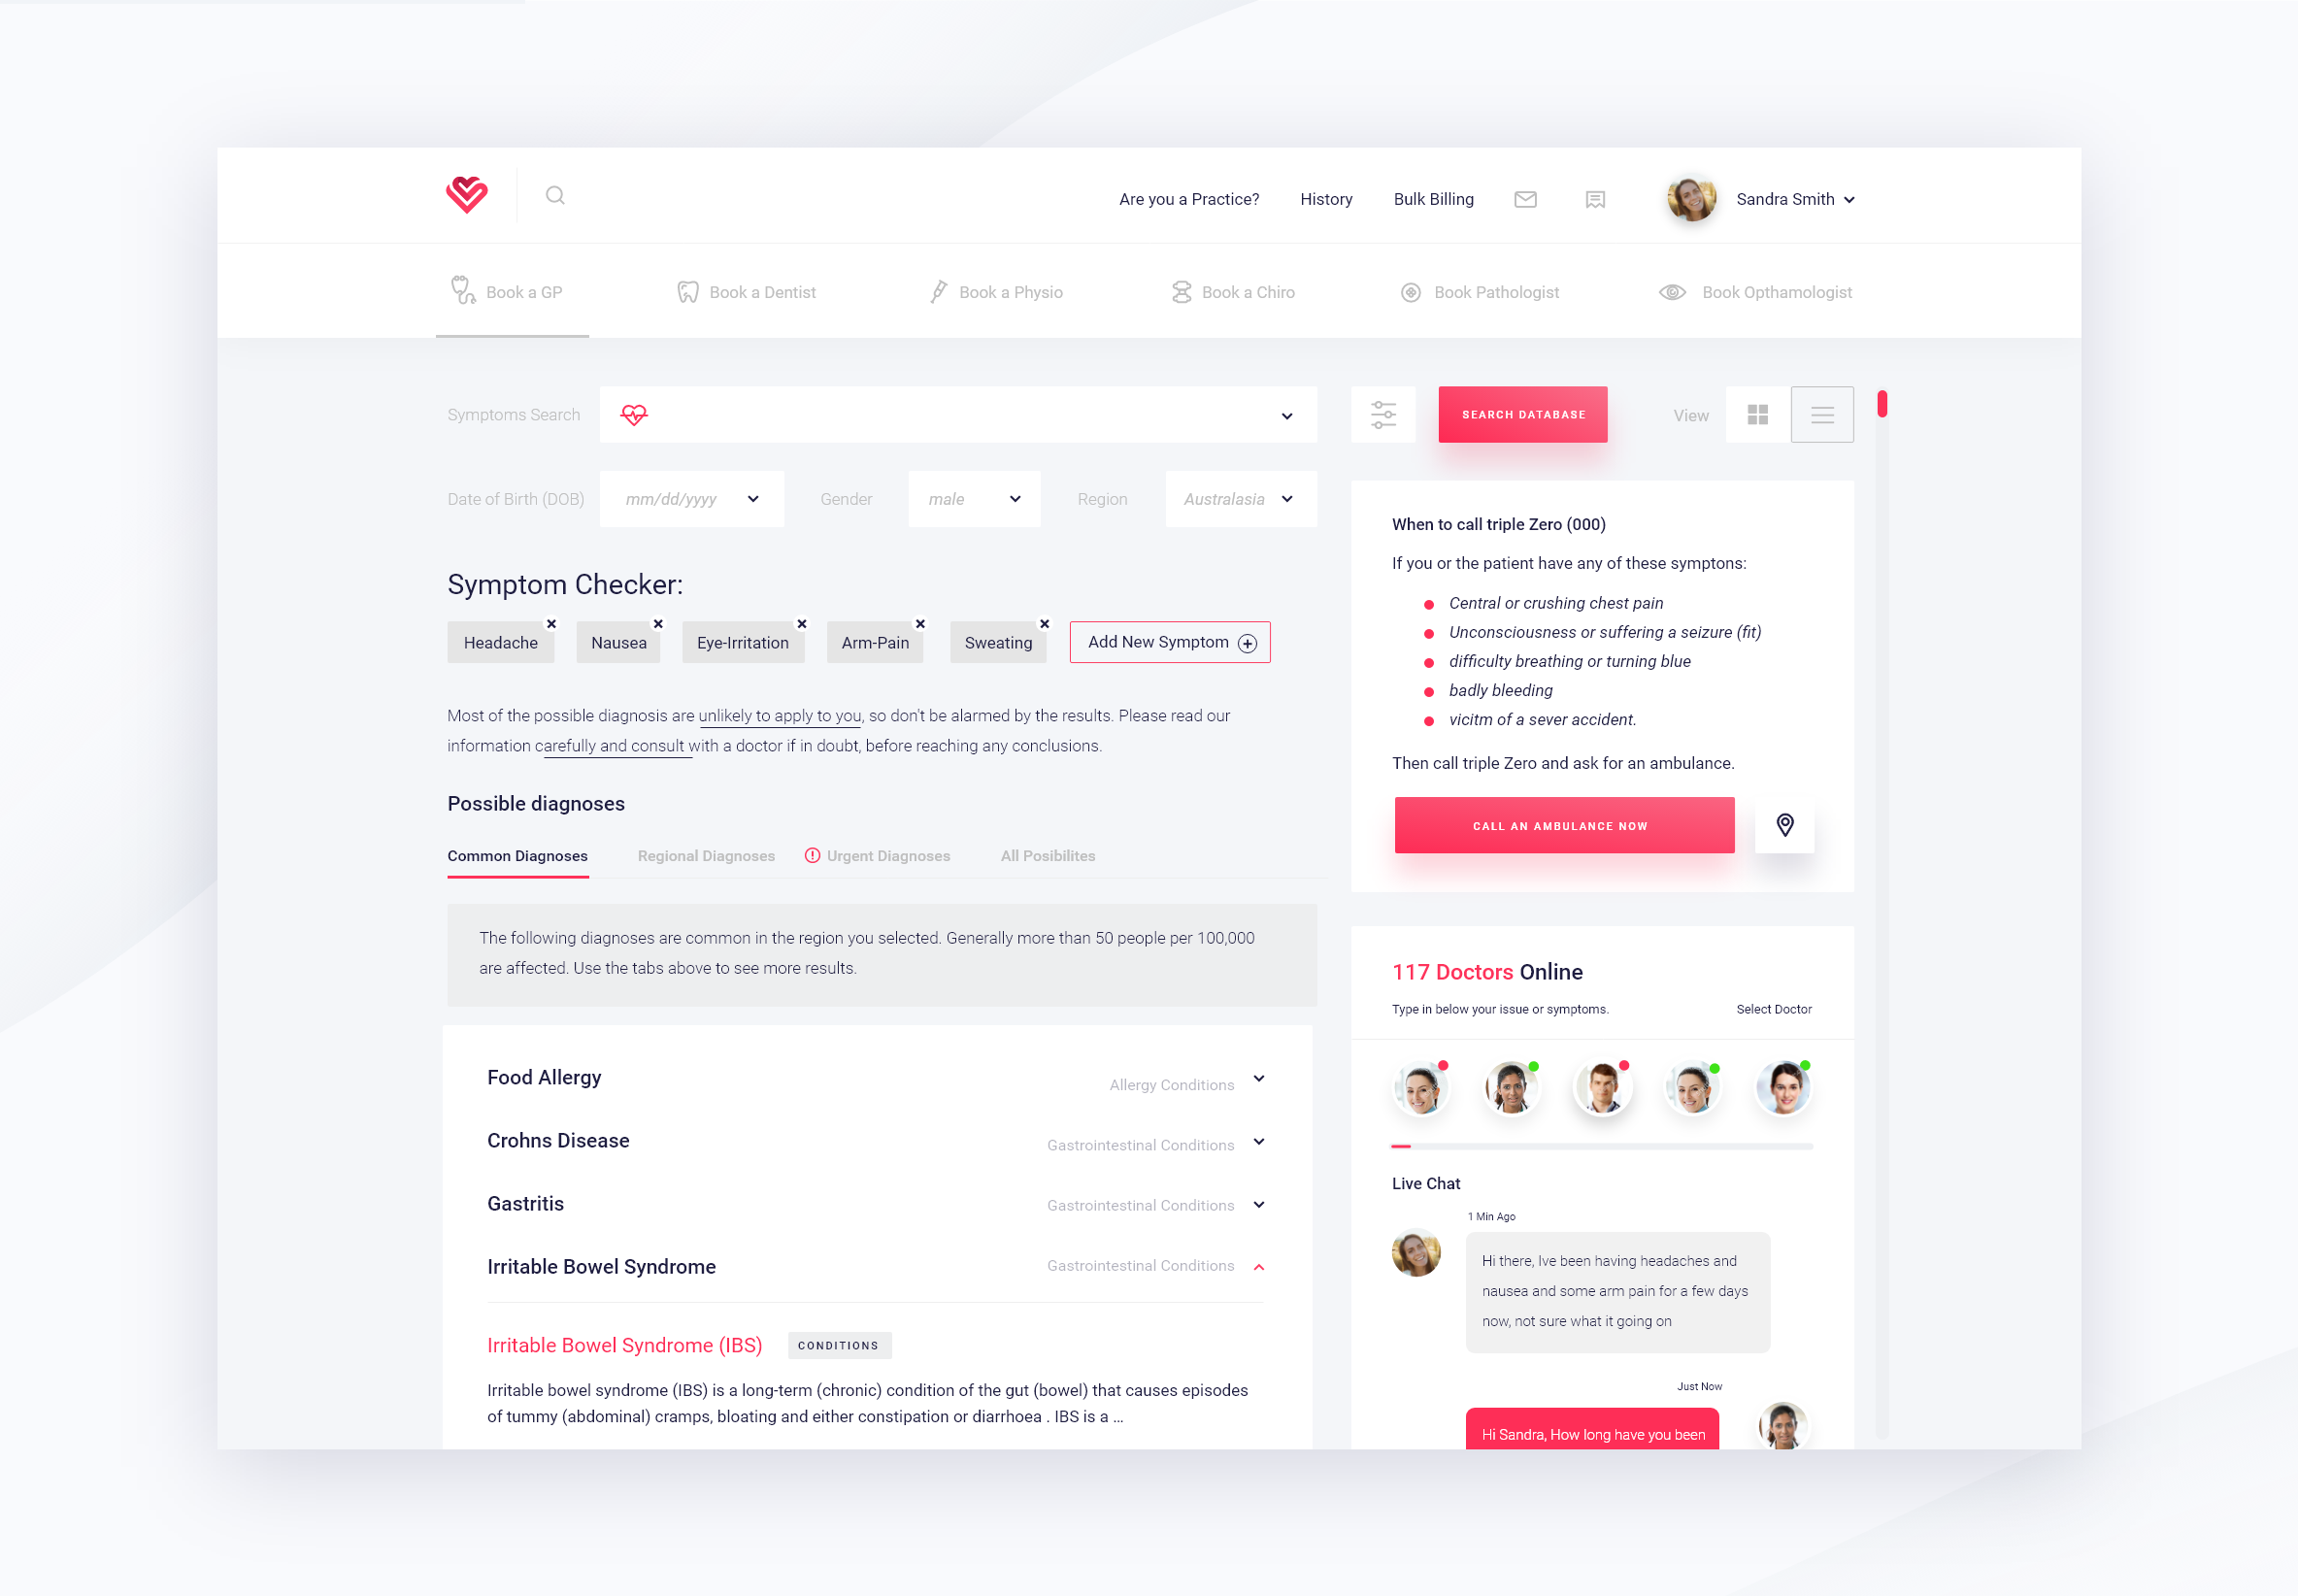 Are you a Practice?
History
Bulk Billing
Sandra Smith
Book a GP
Book a Dentist
Book a Physio
Book a Chiro
Book Pathologist
Book Opthamologist
Symptoms Search
SEARCH DATABASE
View
Date of Birth (DOB)
mm/dd/yyyy
Gender
male
Region
Australasia
Symptom Checker:
Headache
Nausea
Eye-Irritation
Arm-Pain
Sweating
Add New Symptom
Most of the possible diagnosis are unlikely to apply to you, so don't be alarmed by the results. Please read our
information carefully and consult with a doctor if in doubt, before reaching any conclusions.
Possible diagnoses
Common Diagnoses
Regional Diagnoses
Urgent Diagnoses
All Posibilites
The following diagnoses are common in the region you selected. Generally more than 50 people per 100,000
are affected. Use the tabs above to see more results.
Food Allergy
Allergy Conditions
Crohns Disease
Gastrointestinal Conditions
Gastritis
Gastrointestinal Conditions
Irritable Bowel Syndrome
Gastrointestinal Conditions
Irritable Bowel Syndrome (IBS)
CONDITIONS
Irritable bowel syndrome (IBS) is a long-term (chronic) condition of the gut (bowel) that causes episodes
of tummy (abdominal) cramps, bloating and either constipation or diarrhoea . IBS is a ...
When to call triple Zero (000)
If you or the patient have any of these symptons:
Central or crushing chest pain
Unconsciousness or suffering a seizure (fit)
difficulty breathing or turning blue
badly bleeding
vicitm of a sever accident.
Then call triple Zero and ask for an ambulance.
CALL AN AMBULANCE NOW
117 Doctors Online
Type in below your issue or symptoms.
Select Doctor
Live Chat
1 Min Ago
Hi there, Ive been having headaches and
nausea and some arm pain for a few days
now, not sure what it going on
Just Now
Hi Sandra, How long have you been